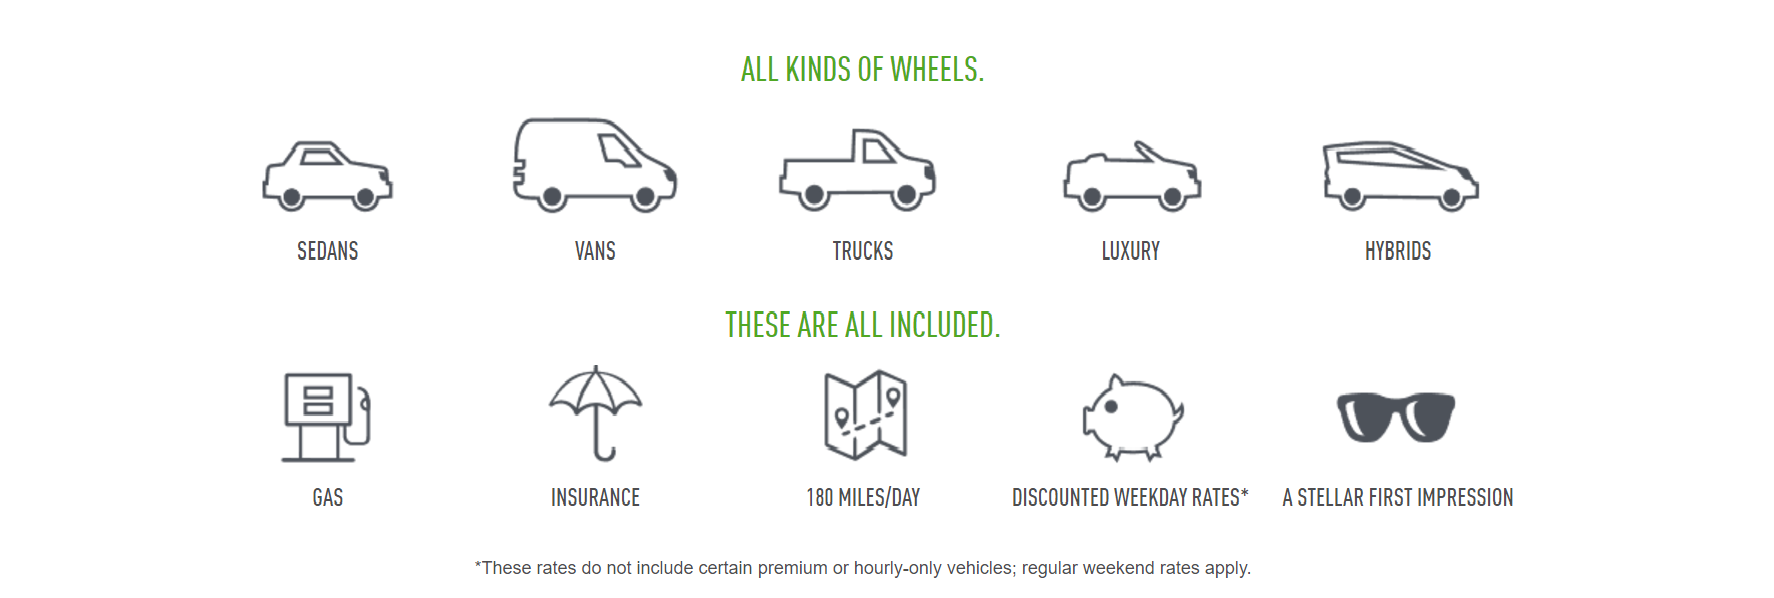 ALL KINDS OF WHEELS.
SEDANS
VANS
TRUCKS
LUXURY
HYBRIDS
THESE ARE ALL INCLUDED.
GAS
INSURANCE
180 MILES/DAY
DISCOUNTED WEEKDAY RATES*
A STELLAR FIRST IMPRESSION
*These rates do not include certain premium or hourly-only vehicles; regular weekend rates apply.